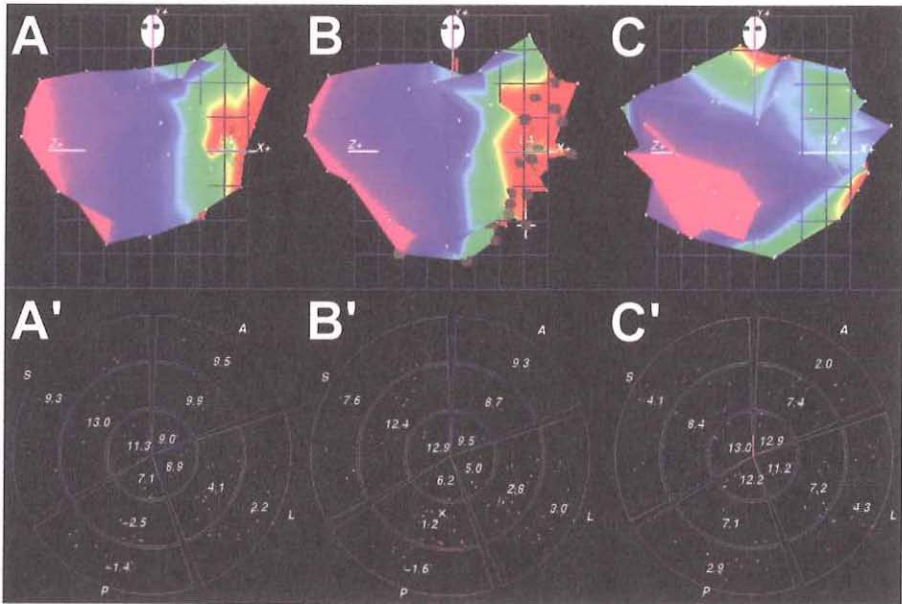 A B C
Z+ X+ Z+ X+ Z+ X+
A' B' C'
A A A
S 9.5 S 9.3 S 2.0
9.3 9.9 7.6 8.7 4.1 7.4
13.0 12.4 8.4
11.3 9.0 12.9 9.5 13.0 12.9
7.1 8.9 6.2 5.0 12.2 11.2
4.1 2.8 7.2
-2.5 2.2 1.2 3.0 7.1 4.3
L L L
-1.4 -1.6 2.9
P P P